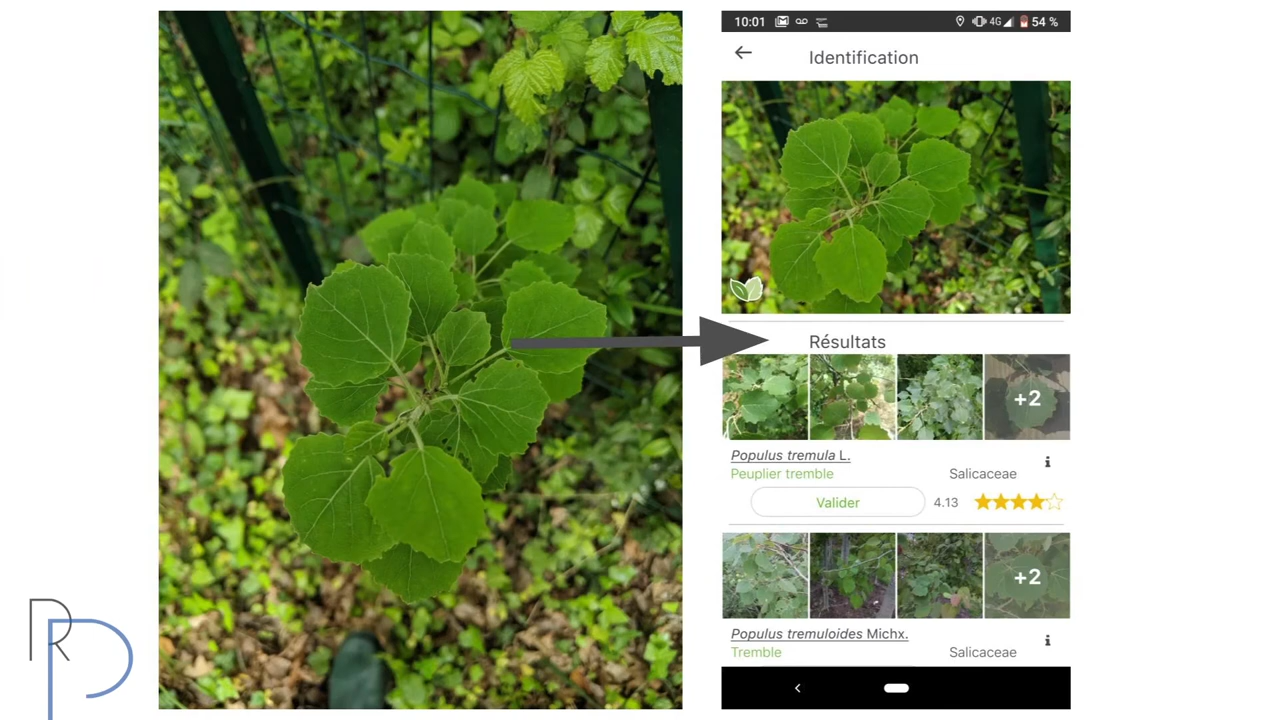 10:01 4G 54 %
Identification
Résultats
+2
Populus tremula L.
Peuplier tremble Salicaceae
Valider 4.13
+2
Populus tremuloides Michx.
Tremble Salicaceae
RP